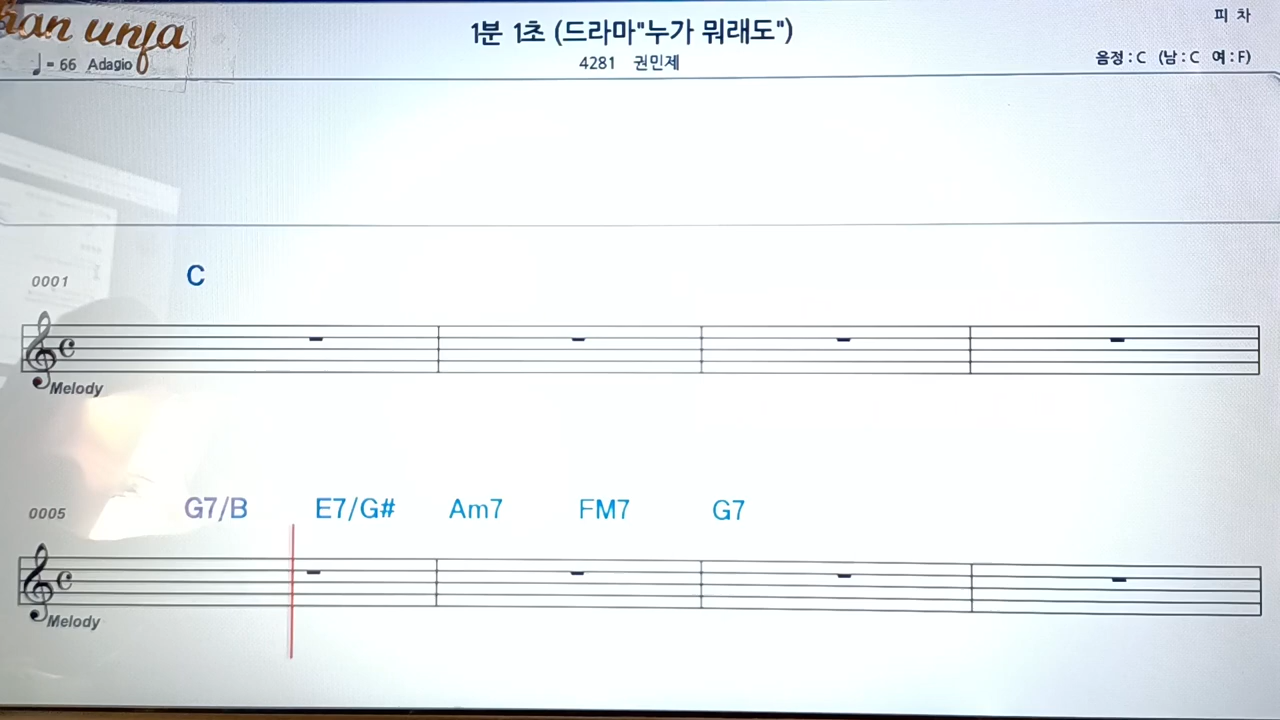 han unja
1분 1초 (드라마"누가 뭐래도")
피 차
♩= 66 Adagio
4281 권민제
음정 : C (남 : C 여 : F)
0001 C
Melody
0005 G7/B E7/G# Am7 FM7 G7
Melody